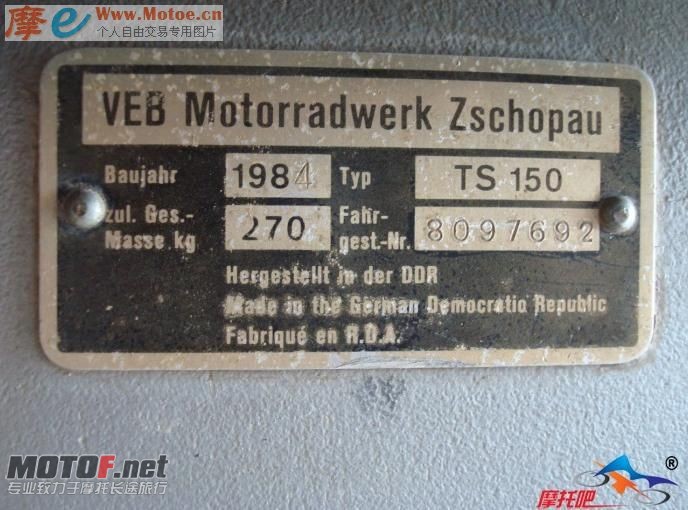 摩e www.Motoe.cn
个人自由交易专用图片
VEB Motorradwerk Zschopau
Baujahr 1984 Typ TS 150
zul. Ges.-Masse kg 270 Fahrgest.-Nr. 8097692
Hergestellt in der DDR
Made in the German Democratic Republic
Fabriqué en R.D.A.
MOTOF.net
专业致力于摩托长途旅行
摩托吧
®